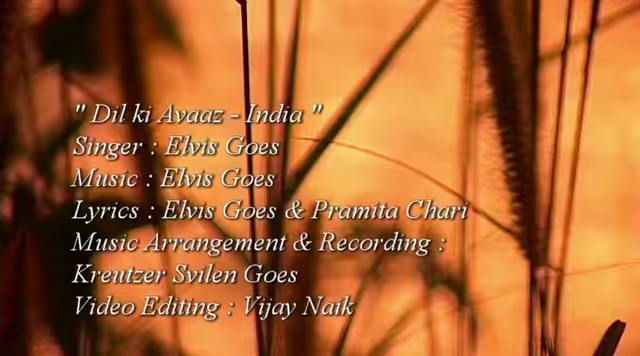 " Dil ki Avaaz - India "
Singer : Elvis Goes
Music : Elvis Goes
Lyrics : Elvis Goes & Pramita Chari
Music Arrangement & Recording :
Kreutzer Svilen Goes
Video Editing : Vijay Naik